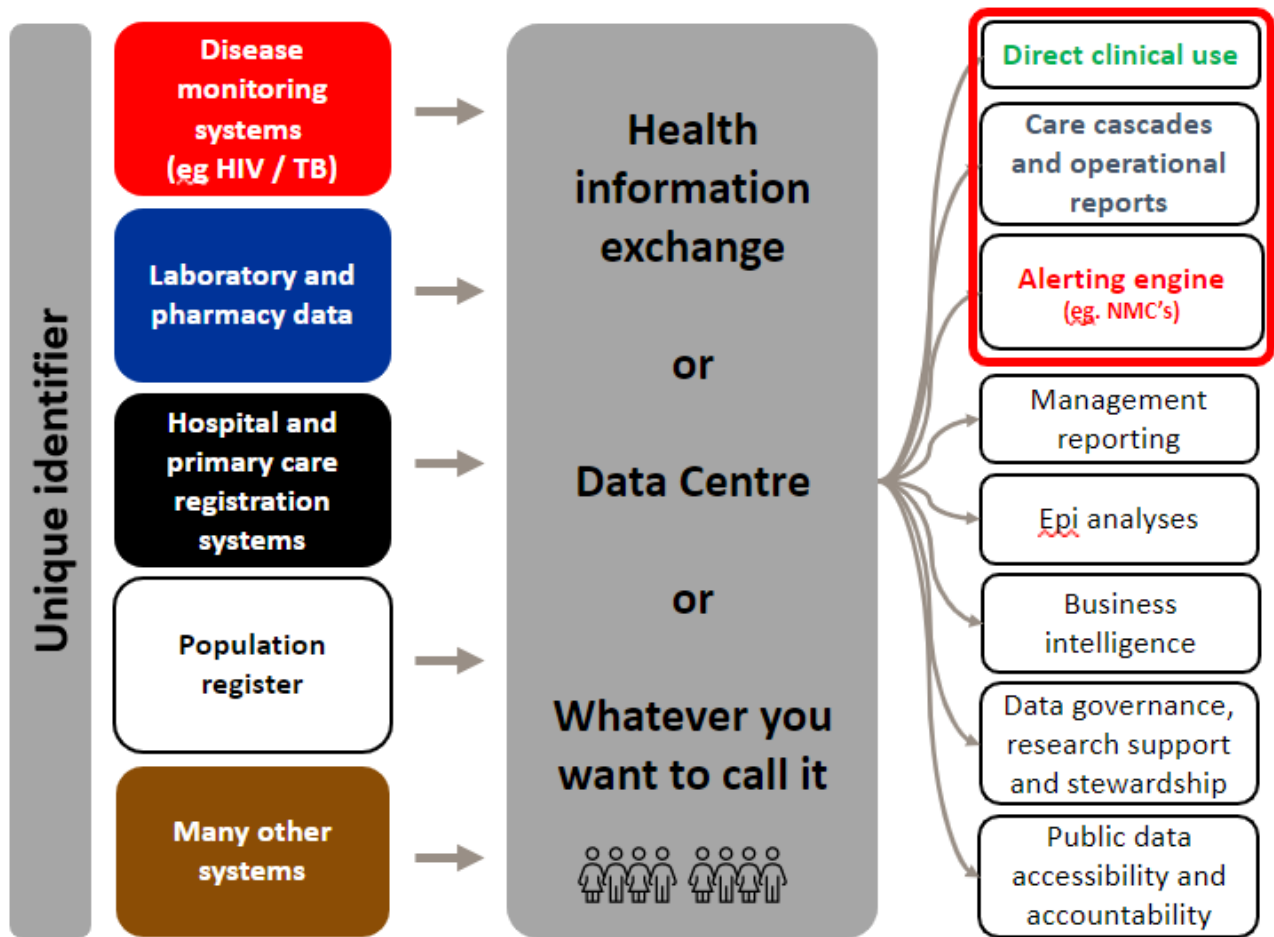 Unique identifier
Disease
monitoring
systems
(eg HIV / TB)
Laboratory and
pharmacy data
Hospital and
primary care
registration
systems
Population
register
Many other
systems
Health
information
exchange
or
Data Centre
or
Whatever you
want to call it
Direct clinical use
Care cascades
and operational
reports
Alerting engine
(eg. NMC's)
Management
reporting
Epi analyses
Business
intelligence
Data governance,
research support
and stewardship
Public data
accessibility and
accountability